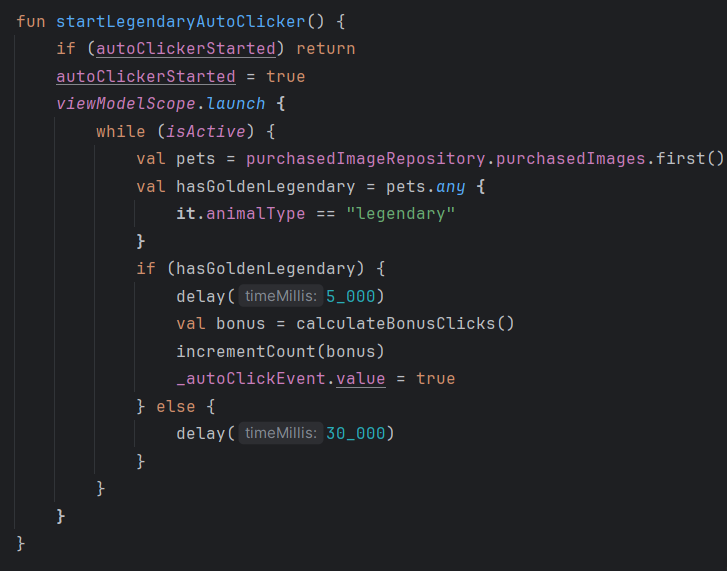 fun startLegendaryAutoClicker() {
    if (autoClickerStarted) return
    autoClickerStarted = true
    viewModelScope.launch {
        while (isActive) {
            val pets = purchasedImageRepository.purchasedImages.first()
            val hasGoldenLegendary = pets.any {
                it.animalType == "legendary"
            }
            if (hasGoldenLegendary) {
                delay( timeMillis: 5_000)
                val bonus = calculateBonusClicks()
                incrementCount(bonus)
                _autoClickEvent.value = true
            } else {
                delay( timeMillis: 30_000)
            }
        }
    }
}